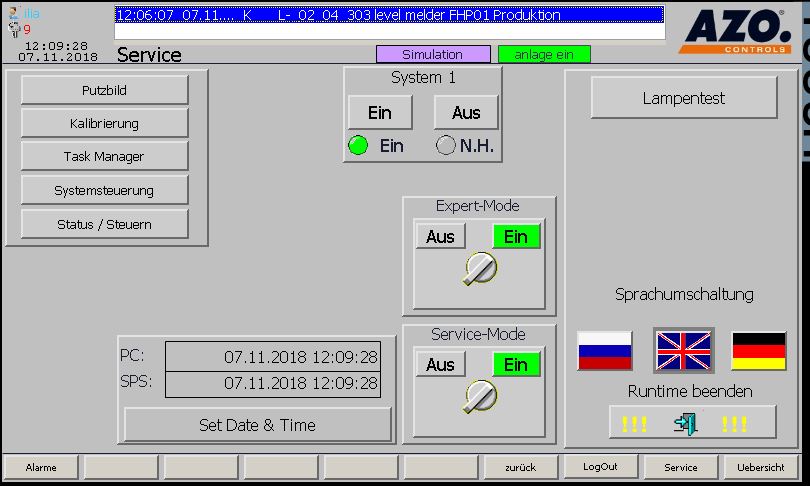 ilia
12:06:07 07.11.... K L-_02_04_303 level melder FHP01 Produktion
9
AZO.
CONTROLS
12:09:28
07.11.2018
Service
Simulation
anlage ein
Putzbild
Kalibrierung
Task Manager
Systemsteuerung
Status / Steuern
System 1
Ein
Aus
Ein
N.H.
Lampentest
Expert-Mode
Aus
Ein
Service-Mode
Aus
Ein
Sprachumschaltung
Runtime beenden
!!! !!!
PC: 07.11.2018 12:09:28
SPS: 07.11.2018 12:09:28
Set Date & Time
Alarme
zurück
LogOut
Service
Uebersicht